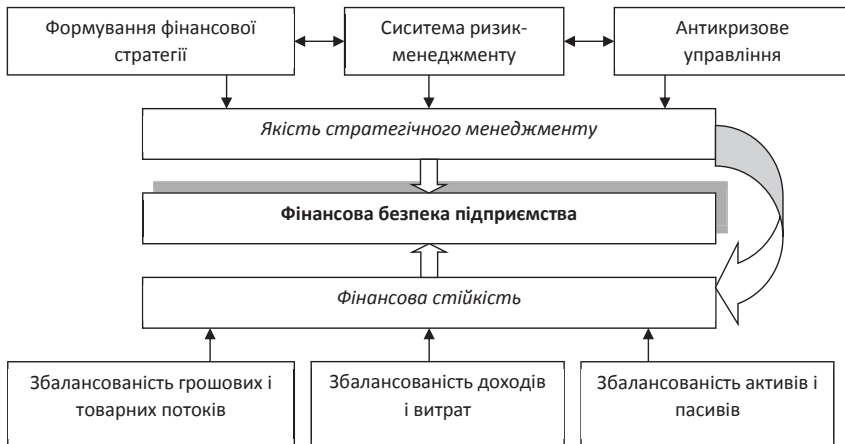 Формування фінансової
стратегії
Сиситема ризик-
менеджменту
Антикризове
управління
Якість стратегічного менеджменту
Фінансова безпека підприємства
Фінансова стійкість
Збалансованість грошових і
товарних потоків
Збалансованість доходів
і витрат
Збалансованість активів і
пасивів